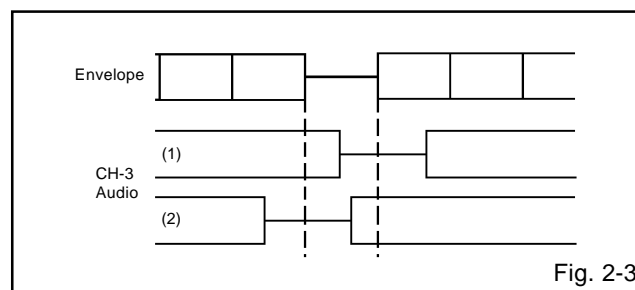 Envelope
(1)
CH-3
Audio
(2)
Fig. 2-3